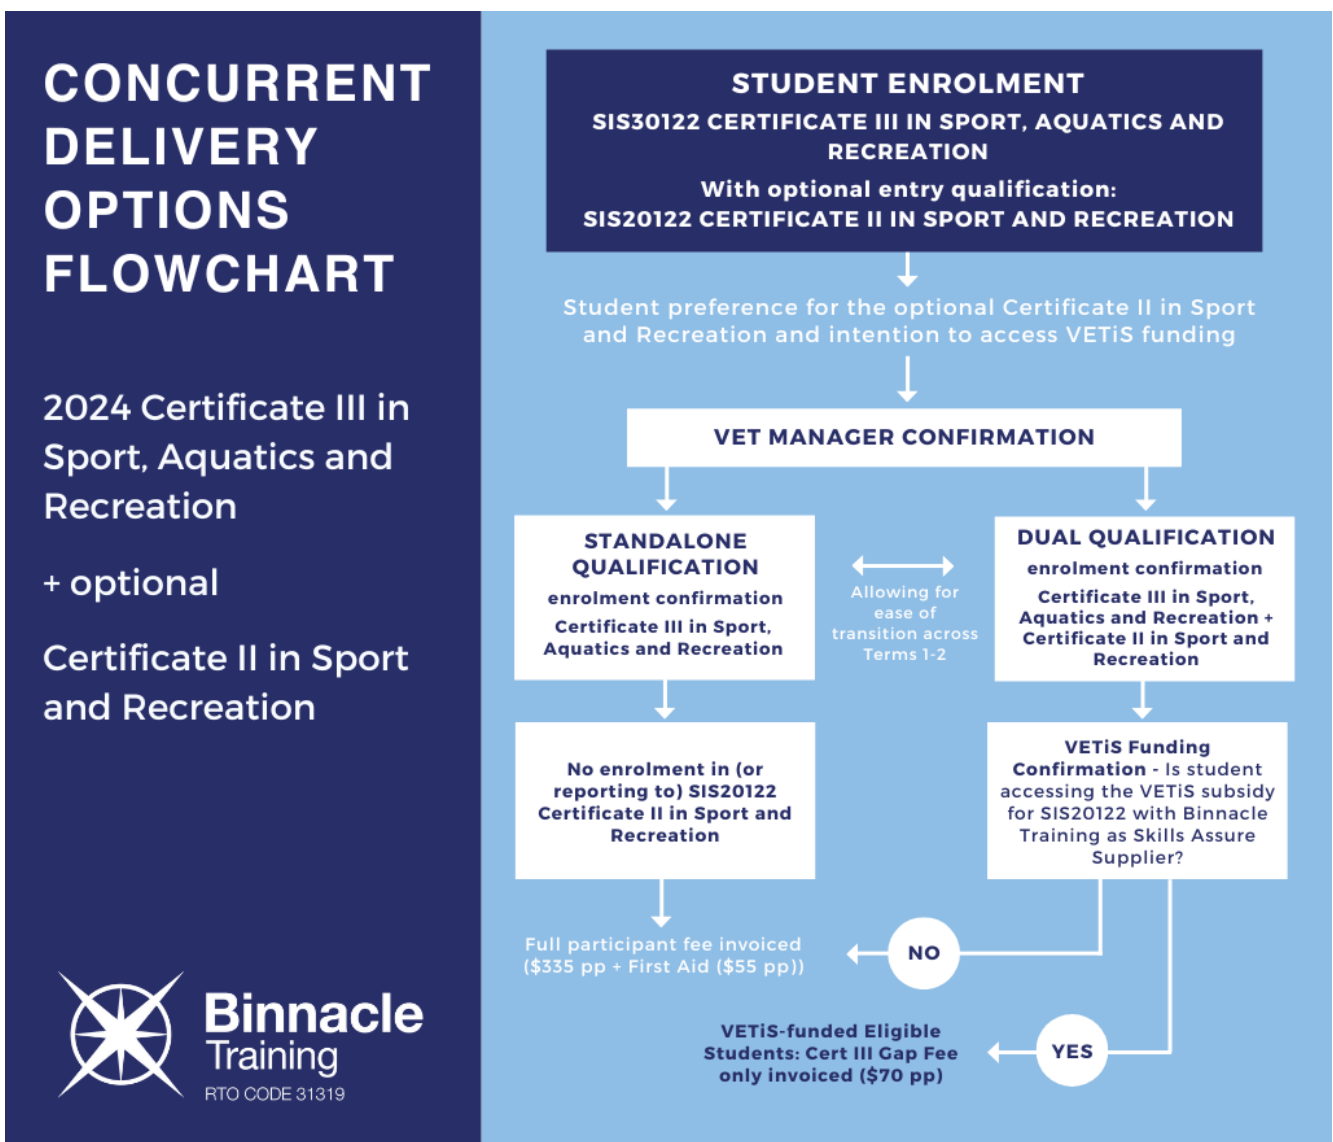 CONCURRENT
DELIVERY
OPTIONS
FLOWCHART
2024 Certificate III in
Sport, Aquatics and
Recreation
+ optional
Certificate II in Sport
and Recreation
Binnacle
Training
RTO CODE 31319
STUDENT ENROLMENT
SIS30122 CERTIFICATE III IN SPORT, AQUATICS AND
RECREATION
With optional entry qualification:
SIS20122 CERTIFICATE II IN SPORT AND RECREATION
Student preference for the optional Certificate II in Sport
and Recreation and intention to access VETiS funding
VET MANAGER CONFIRMATION
STANDALONE
QUALIFICATION
enrolment confirmation
Certificate III in Sport,
Aquatics and Recreation
Allowing for
ease of
transition across
Terms 1-2
DUAL QUALIFICATION
enrolment confirmation
Certificate III in Sport,
Aquatics and Recreation +
Certificate II in Sport and
Recreation
No enrolment in (or
reporting to) SIS20122
Certificate II in Sport and
Recreation
VETiS Funding
Confirmation - Is student
accessing the VETiS subsidy
for SIS20122 with Binnacle
Training as Skills Assure
Supplier?
Full participant fee invoiced
($335 pp + First Aid ($55 pp))
NO
VETiS-funded Eligible
Students: Cert III Gap Fee
only invoiced ($70 pp)
YES